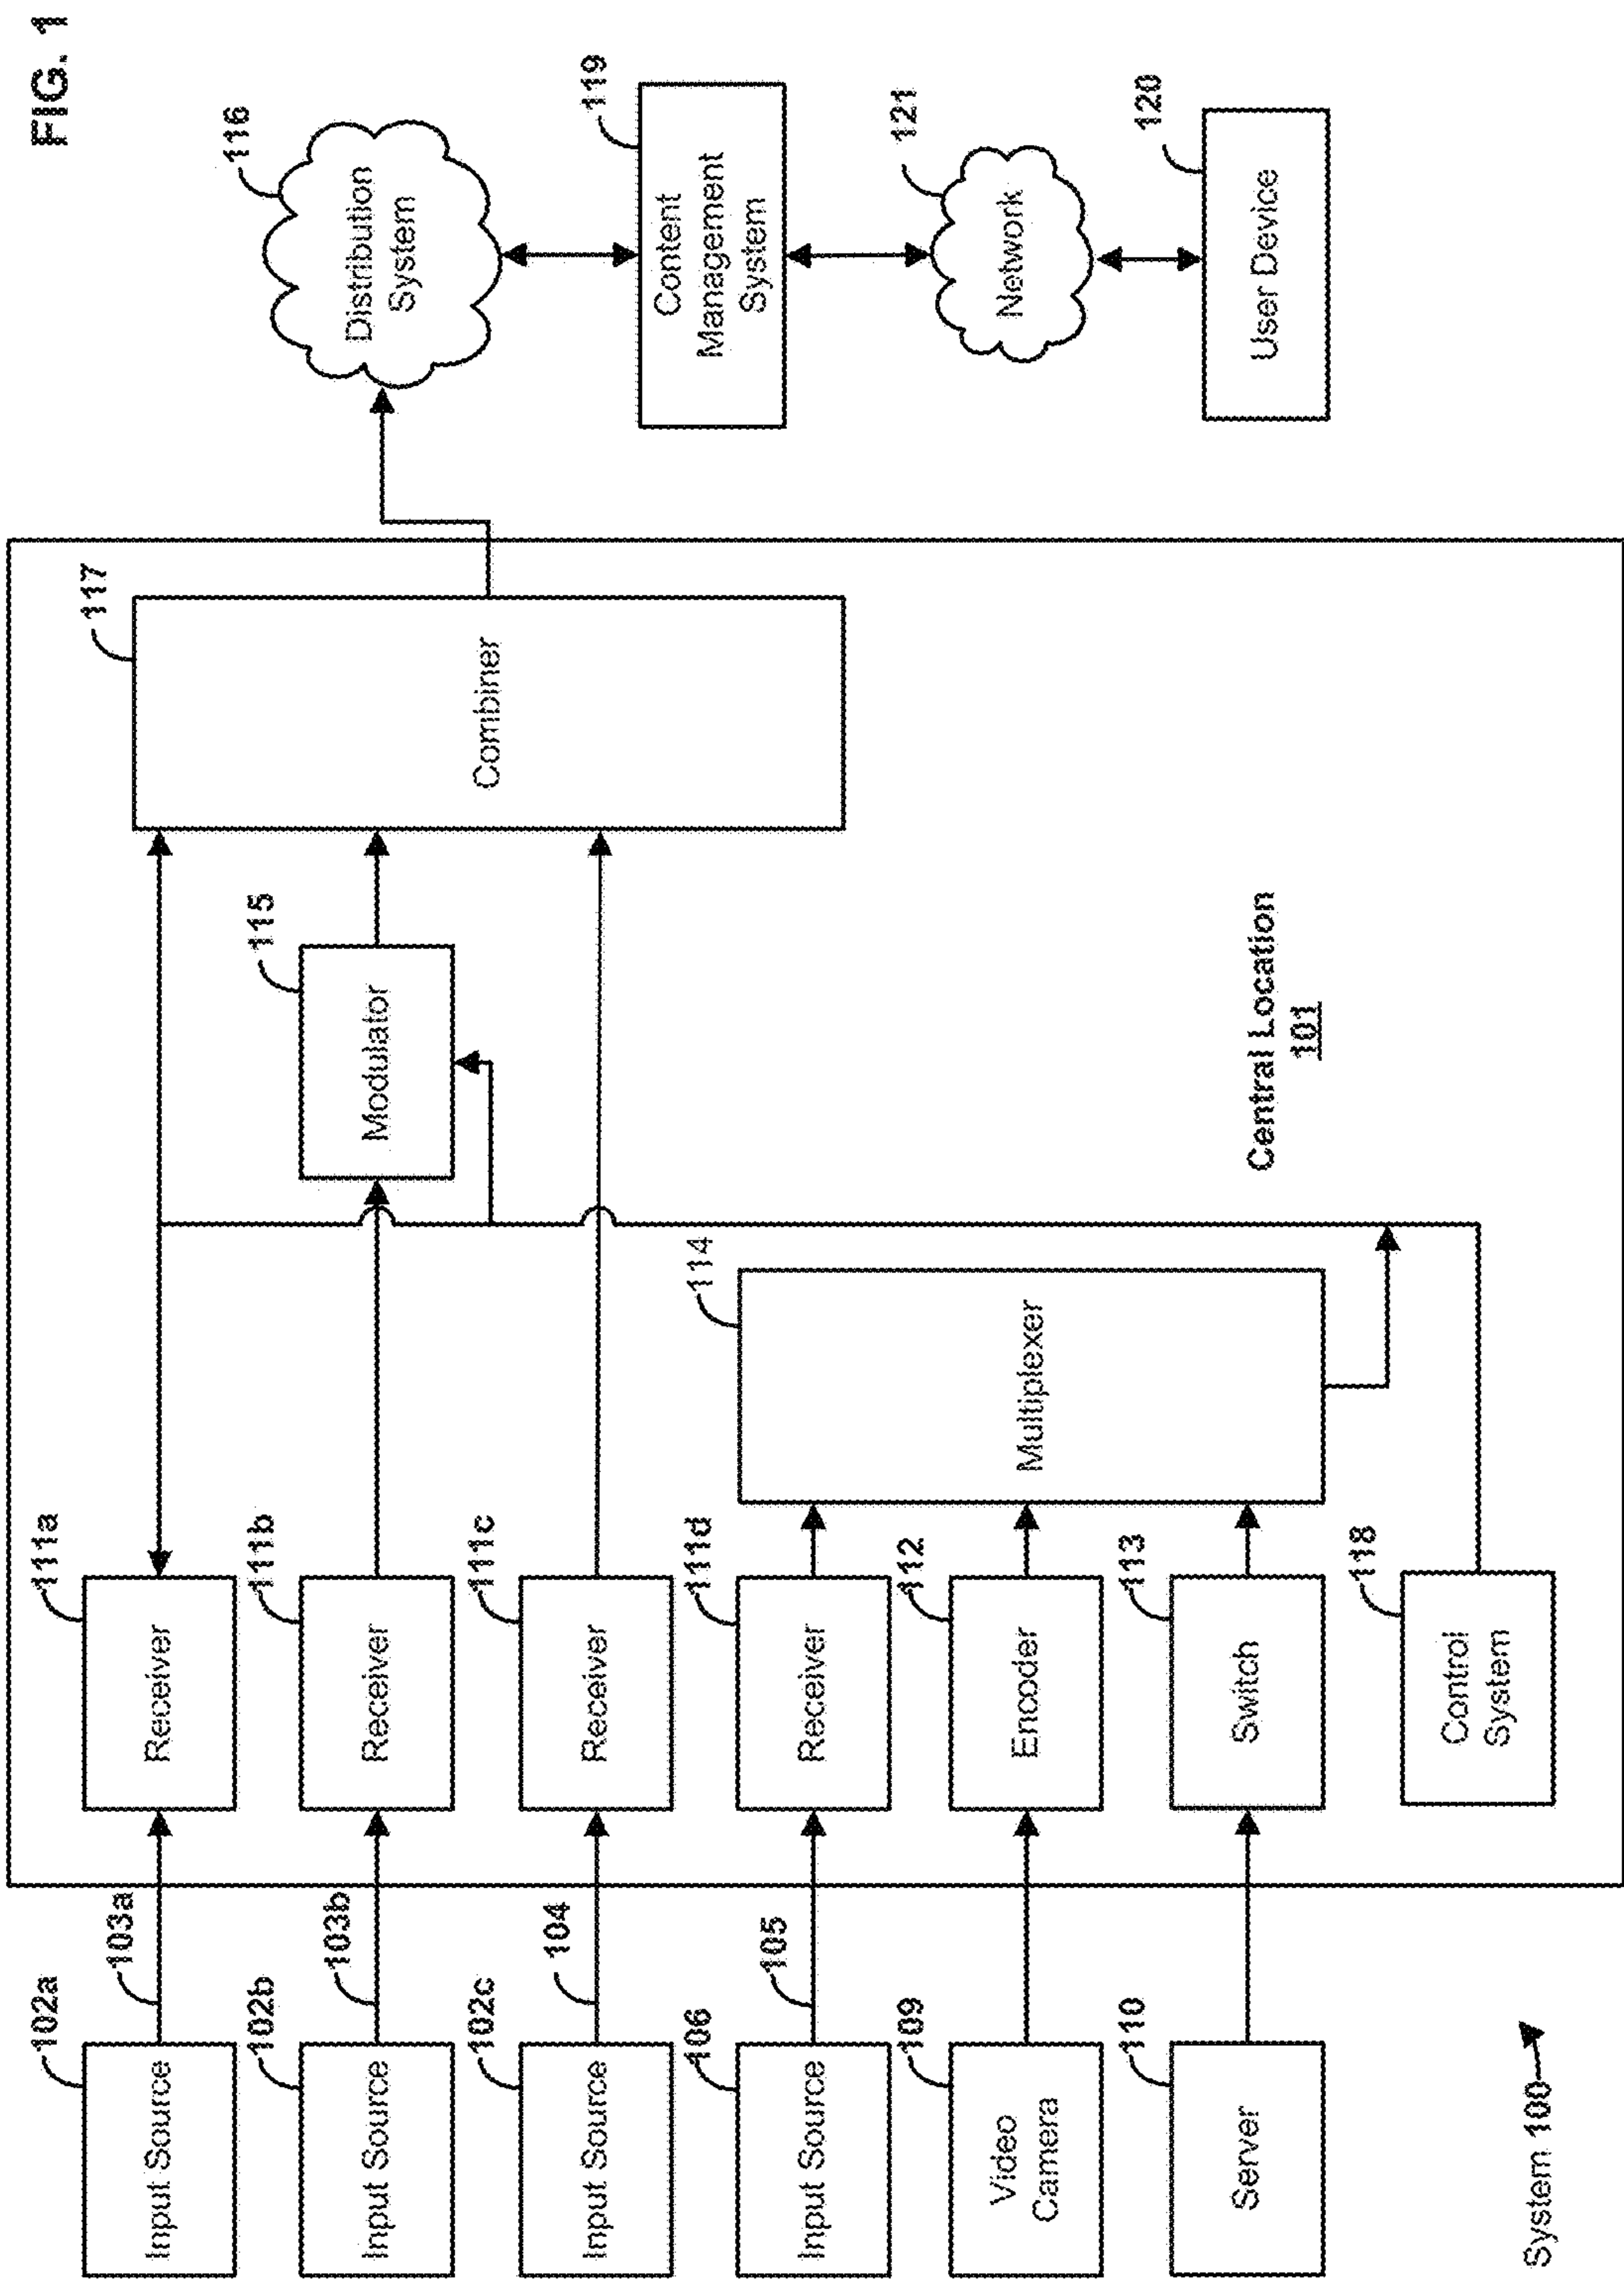 FIG. 1
102a
Input Source
103a
111a
Receiver
102b
Input Source
103b
111b
Receiver
115
Modulator
102c
Input Source
104
111c
Receiver
117
Combiner
106
Input Source
105
111d
Receiver
109
Video
Camera
112
Encoder
110
Server
113
Switch
114
Multiplexer
118
Control
System
Central Location
101
116
Distribution
System
119
Content
Management
System
121
Network
120
User Device
System 100